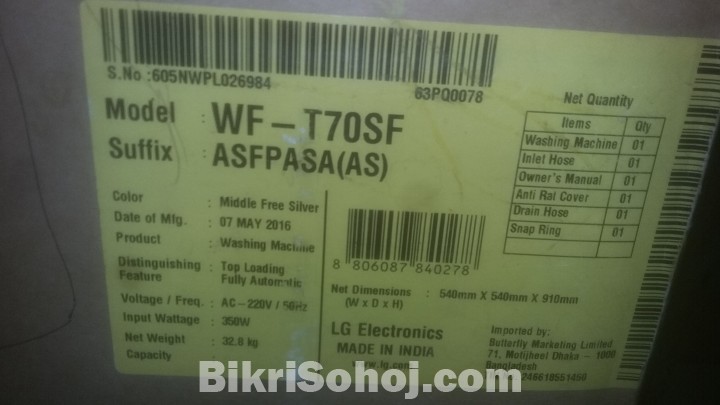 S.No :605NWPL026984
63PQ0078
Model : WF-T70SF
Suffix : ASFPASA(AS)
Color : Middle Free Silver
Date of Mfg. : 07 MAY 2016
Product : Washing Machine
Distinguishing Feature : Top Loading Fully Automatic
Voltage / Freq. : AC-220V / 50Hz
Input Wattage : 350W
Net Weight : 32.8 kg
Capacity :
Net Quantity
Items Qty
Washing Machine 01
Inlet Hose 01
Owner's Manual 01
Anti Rat Cover 01
Drain Hose 01
Snap Ring 01
8 806087 840278
Net Dimensions : 540mm X 540mm X 910mm
(W x D x H)
LG Electronics
MADE IN INDIA
Imported by:
Butterfly Marketing Limited
71, Motijheel Dhaka - 1000
Bangladesh
BikriSohoj.com